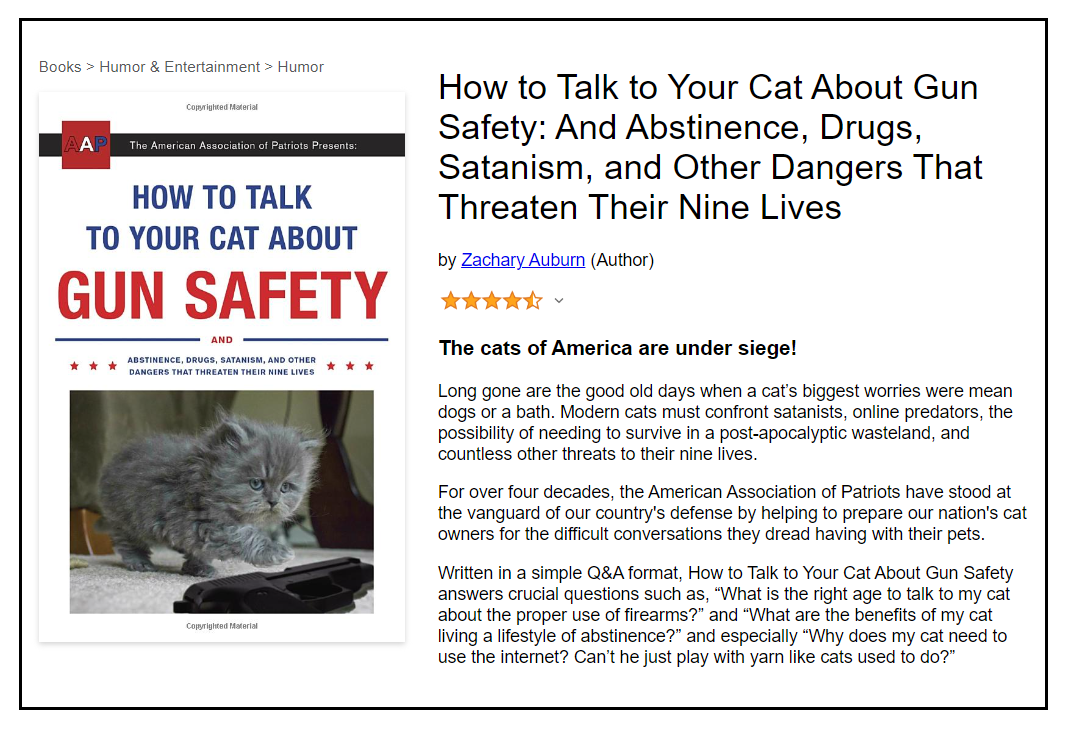 Books > Humor & Entertainment > Humor
Copyrighted Material
AAP
The American Association of Patriots Presents:
HOW TO TALK
TO YOUR CAT ABOUT
GUN SAFETY
AND
ABSTINENCE, DRUGS, SATANISM, AND OTHER
DANGERS THAT THREATEN THEIR NINE LIVES
Copyrighted Material
How to Talk to Your Cat About Gun
Safety: And Abstinence, Drugs,
Satanism, and Other Dangers That
Threaten Their Nine Lives
by Zachary Auburn (Author)
The cats of America are under siege!
Long gone are the good old days when a cat’s biggest worries were mean
dogs or a bath. Modern cats must confront satanists, online predators, the
possibility of needing to survive in a post-apocalyptic wasteland, and
countless other threats to their nine lives.
For over four decades, the American Association of Patriots have stood at
the vanguard of our country's defense by helping to prepare our nation's cat
owners for the difficult conversations they dread having with their pets.
Written in a simple Q&A format, How to Talk to Your Cat About Gun Safety
answers crucial questions such as, “What is the right age to talk to my cat
about the proper use of firearms?” and “What are the benefits of my cat
living a lifestyle of abstinence?” and especially “Why does my cat need to
use the internet? Can’t he just play with yarn like cats used to do?”